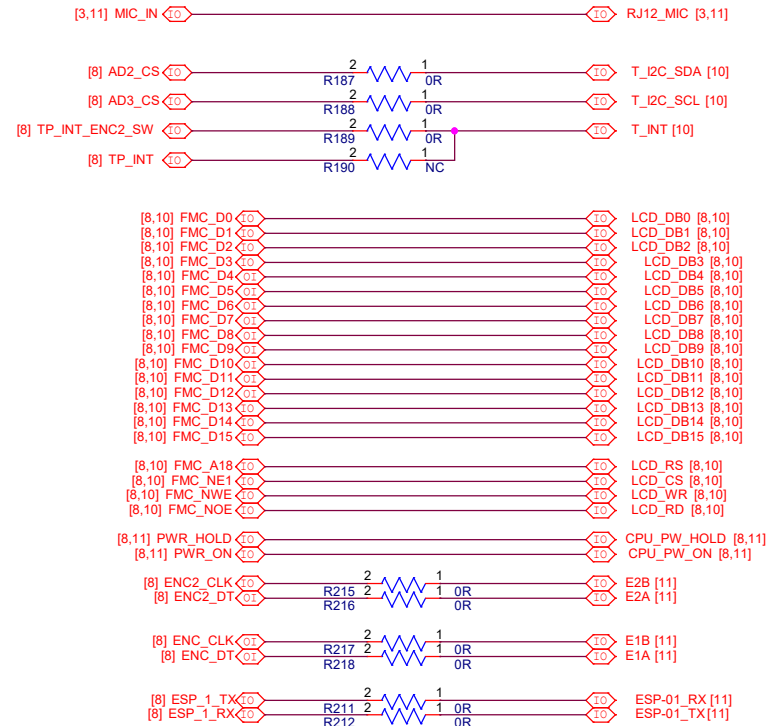 [3,11] MIC_IN IO IO RJ12_MIC [3,11]
[8] AD2_CS IO 2 1 IO T_I2C_SDA [10]
R187 0R
[8] AD3_CS IO 2 1 IO T_I2C_SCL [10]
R188 0R
[8] TP_INT_ENC2_SW IO 2 1 IO T_INT [10]
R189 0R
[8] TP_INT IO 2 1
R190 NC
[8,10] FMC_D0 IO IO LCD_DB0 [8,10]
[8,10] FMC_D1 IO IO LCD_DB1 [8,10]
[8,10] FMC_D2 IO IO LCD_DB2 [8,10]
[8,10] FMC_D3 IO IO LCD_DB3 [8,10]
[8,10] FMC_D4 OI IO LCD_DB4 [8,10]
[8,10] FMC_D5 OI IO LCD_DB5 [8,10]
[8,10] FMC_D6 OI IO LCD_DB6 [8,10]
[8,10] FMC_D7 OI IO LCD_DB7 [8,10]
[8,10] FMC_D8 OI IO LCD_DB8 [8,10]
[8,10] FMC_D9 OI IO LCD_DB9 [8,10]
[8,10] FMC_D10 OI IO LCD_DB10 [8,10]
[8,10] FMC_D11 OI IO LCD_DB11 [8,10]
[8,10] FMC_D12 OI IO LCD_DB12 [8,10]
[8,10] FMC_D13 IO IO LCD_DB13 [8,10]
[8,10] FMC_D14 IO IO LCD_DB14 [8,10]
[8,10] FMC_D15 IO IO LCD_DB15 [8,10]
[8,10] FMC_A18 IO IO LCD_RS [8,10]
[8,10] FMC_NE1 IO IO LCD_CS [8,10]
[8,10] FMC_NWE IO IO LCD_WR [8,10]
[8,10] FMC_NOE IO IO LCD_RD [8,10]
[8,11] PWR_HOLD IO IO CPU_PW_HOLD [8,11]
[8,11] PWR_ON IO IO CPU_PW_ON [8,11]
[8] ENC2_CLK IO 2 1 IO E2B [11]
[8] ENC2_DT OI R215 2 1 0R IO E2A [11]
R216 0R
[8] ENC_CLK OI 2 1 IO E1B [11]
[8] ENC_DT OI R217 2 1 0R IO E1A [11]
R218 0R
[8] ESP_1_TX IO 2 1 IO ESP-01_RX [11]
[8] ESP_1_RX IO R211 2 1 0R IO ESP-01_TX [11]
R212 0R